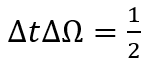 ΔtΔΩ = 1/2